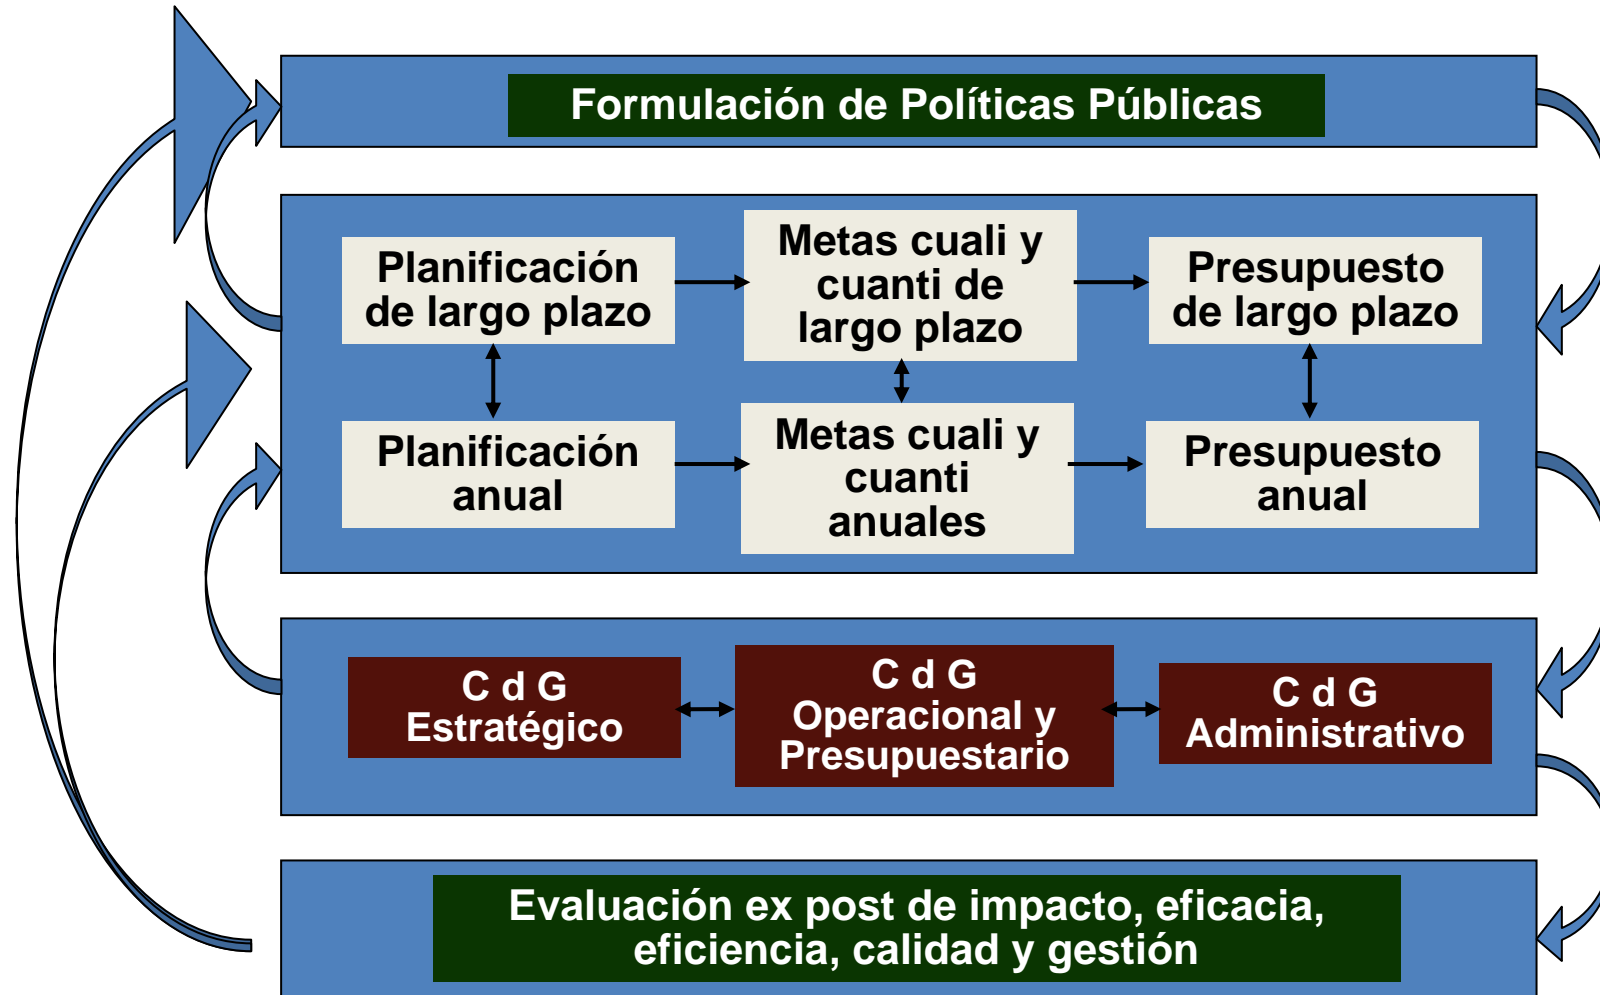 Formulación de Políticas Públicas
Planificación
de largo plazo
Metas cuali y
cuanti de
largo plazo
Presupuesto
de largo plazo
Planificación
anual
Metas cuali y
cuanti
anuales
Presupuesto
anual
C d G
Estratégico
C d G
Operacional y
Presupuestario
C d G
Administrativo
Evaluación ex post de impacto, eficacia,
eficiencia, calidad y gestión